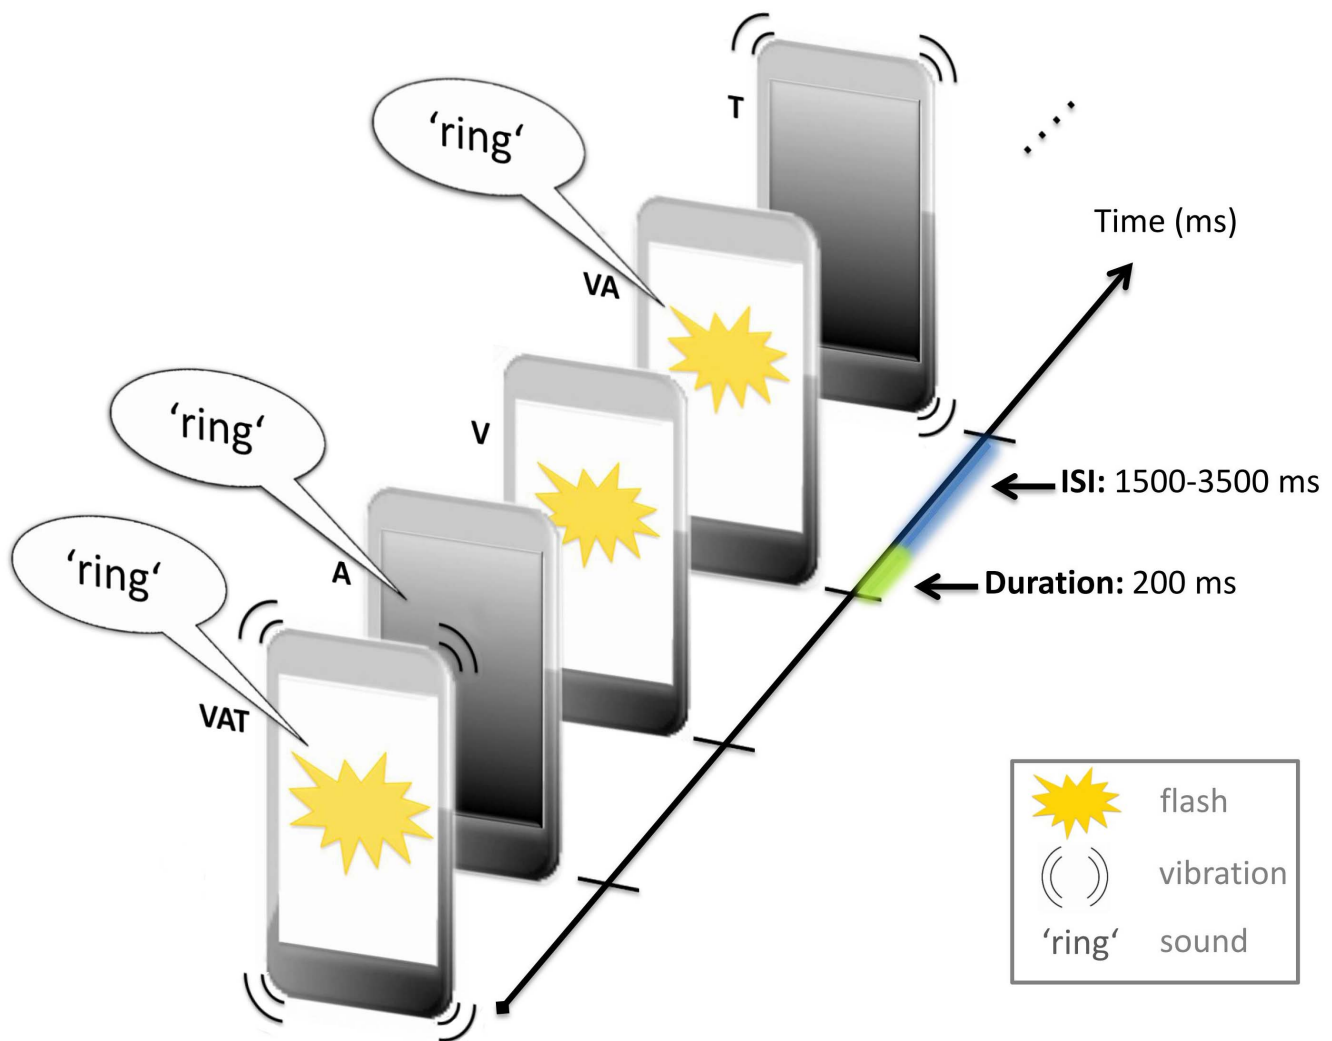 T
‘ring‘
Time (ms)
VA
‘ring‘
V
ISI: 1500-3500 ms
A
‘ring‘
Duration: 200 ms
VAT
flash
vibration
‘ring‘ sound